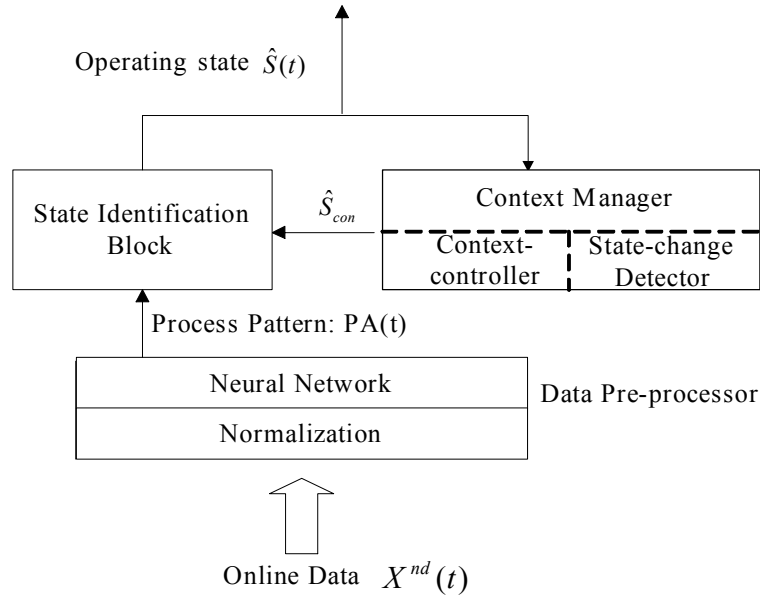 Operating state Ŝ(t)
State Identification
Block
Ŝcon
Context Manager
Context-
controller
State-change
Detector
Process Pattern: PA(t)
Neural Network
Normalization
Data Pre-processor
Online Data X^nd(t)